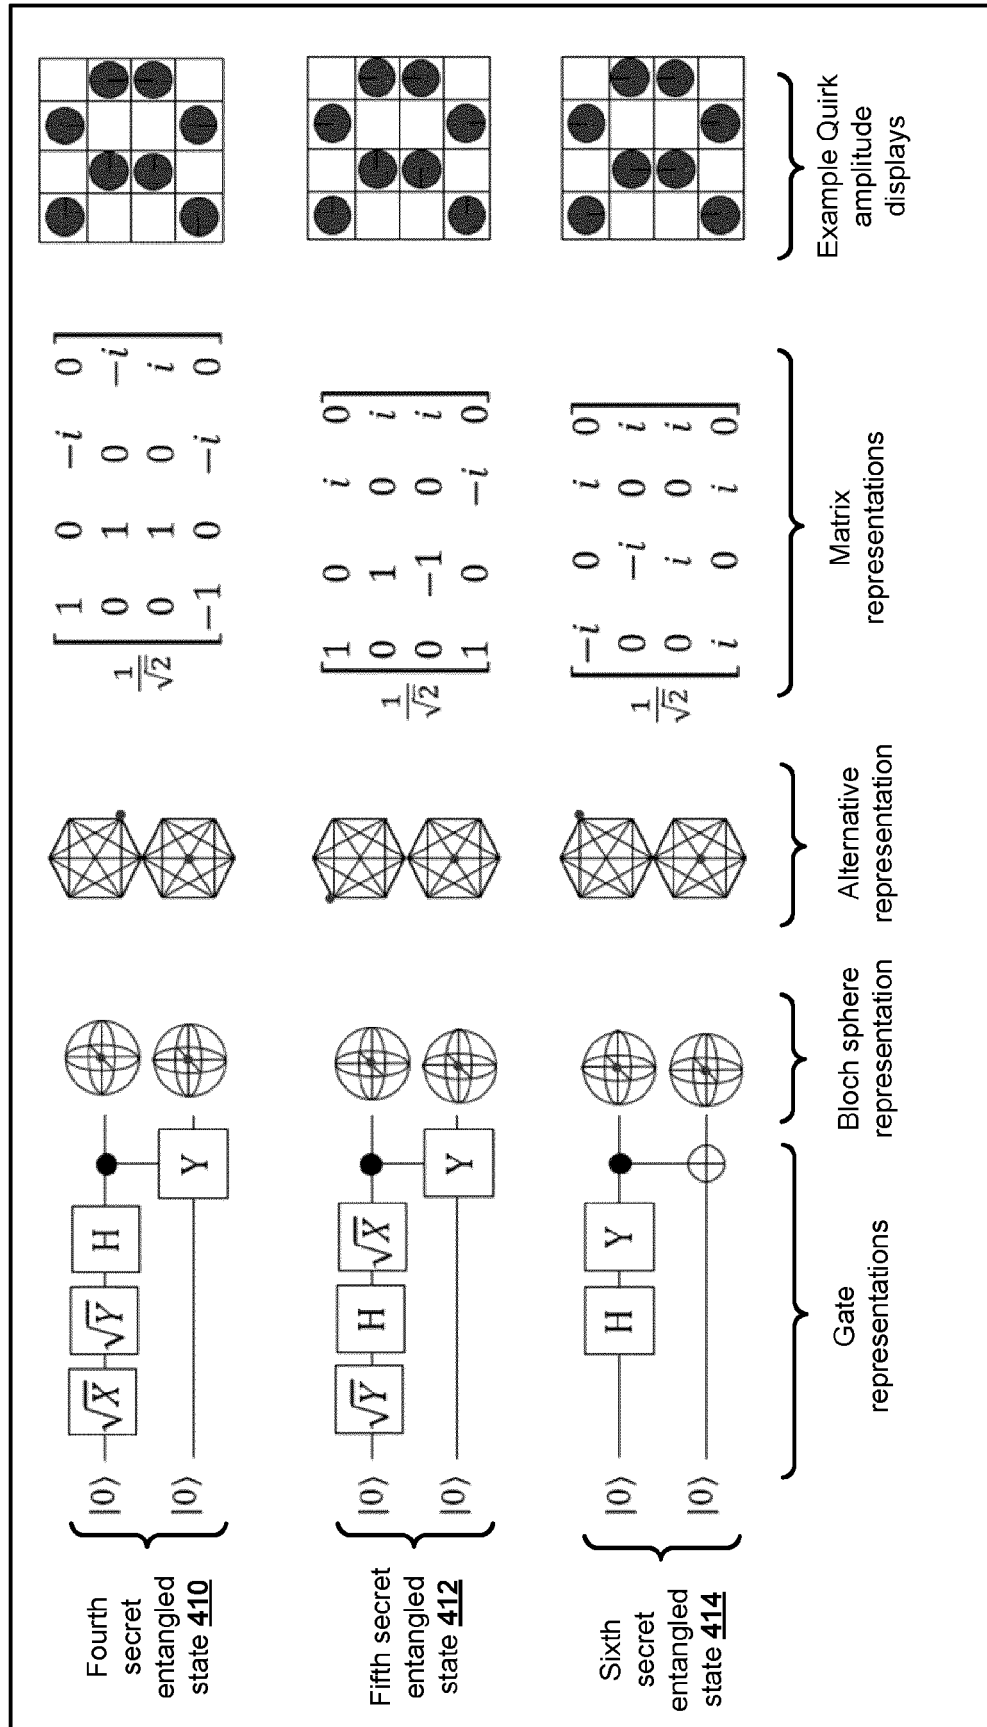 Fourth
secret
entangled
state 410
|0⟩
|0⟩
√X
√Y
H
Y
1/√2
1 0 −i 0
0 1 0 −i
0 1 0 i
−1 0 −i 0
Fifth secret
entangled
state 412
|0⟩
|0⟩
√Y
H
√X
Y
1/√2
1 0 i 0
0 1 0 i
0 −1 0 i
1 0 −i 0
Sixth
secret
entangled
state 414
|0⟩
|0⟩
H
Y
1/√2
−i 0 i 0
0 −i 0 i
0 i 0 i
i 0 i 0
Gate
representations
Bloch sphere
representation
Alternative
representation
Matrix
representations
Example Quirk
amplitude
displays